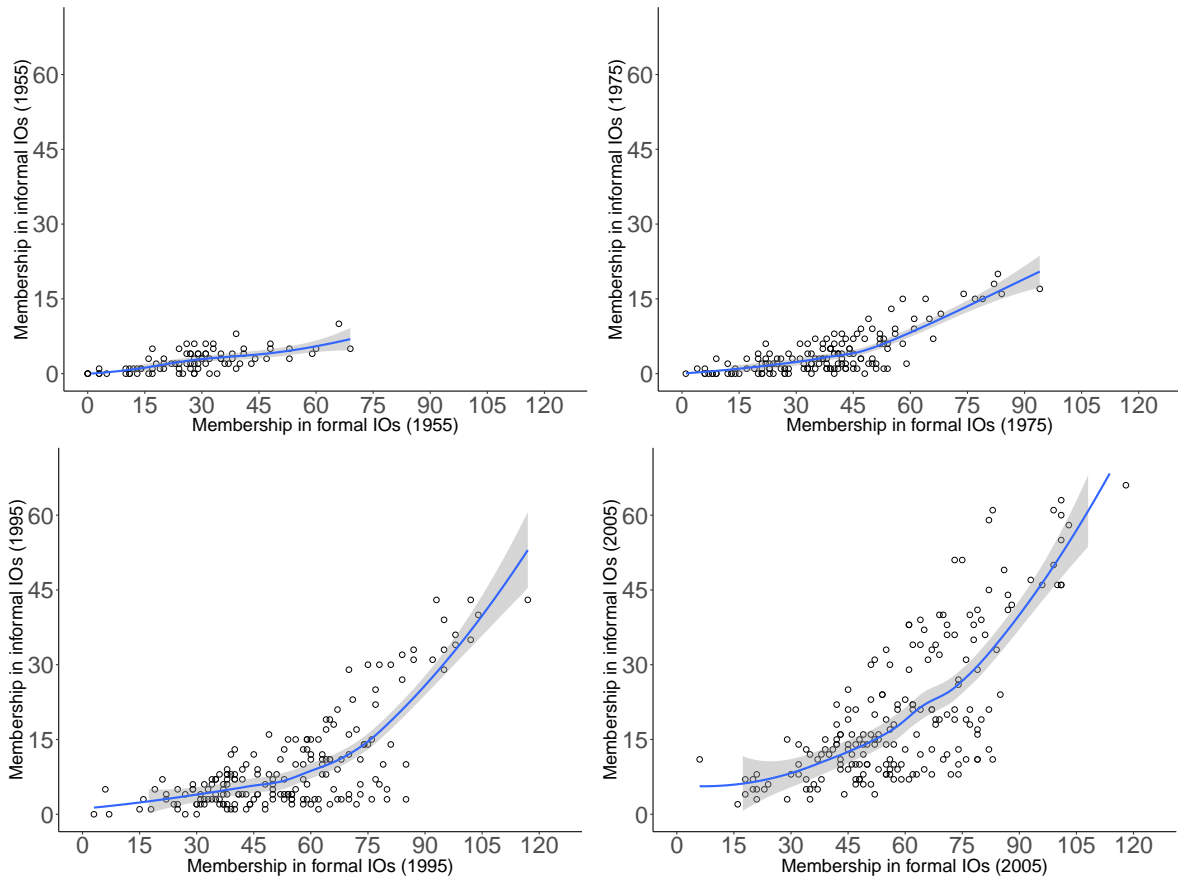 Membership in informal IOs (1955)
60
45
30
15
0
0 15 30 45 60 75 90 105 120
Membership in formal IOs (1955)
Membership in informal IOs (1975)
60
45
30
15
0
0 15 30 45 60 75 90 105 120
Membership in formal IOs (1975)
Membership in informal IOs (1995)
60
45
30
15
0
0 15 30 45 60 75 90 105 120
Membership in formal IOs (1995)
Membership in informal IOs (2005)
60
45
30
15
0
0 15 30 45 60 75 90 105 120
Membership in formal IOs (2005)